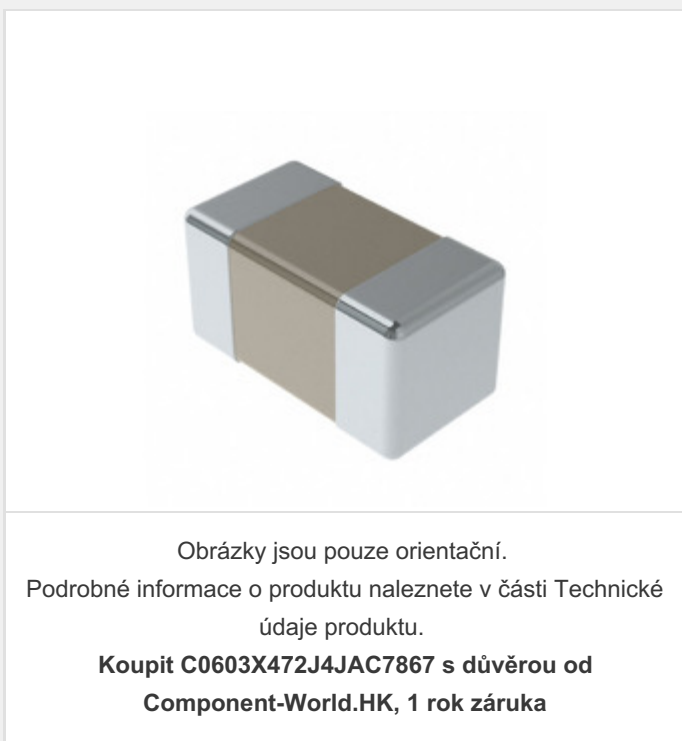 Obrázky jsou pouze orientační.
Podrobné informace o produktu naleznete v části Technické
údaje produktu.
Koupit C0603X472J4JAC7867 s důvěrou od
Component-World.HK, 1 rok záruka